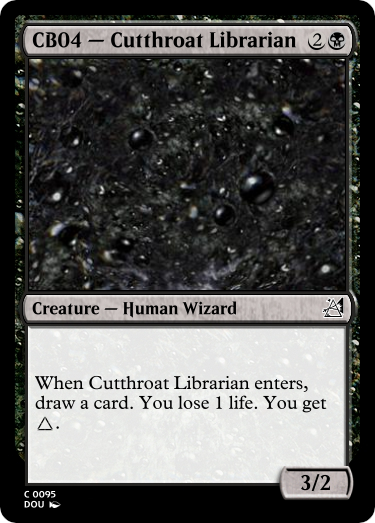 CB04 — Cutthroat Librarian 2
Creature — Human Wizard
When Cutthroat Librarian enters,
draw a card. You lose 1 life. You get
△.
3/2
C 0095
DOU